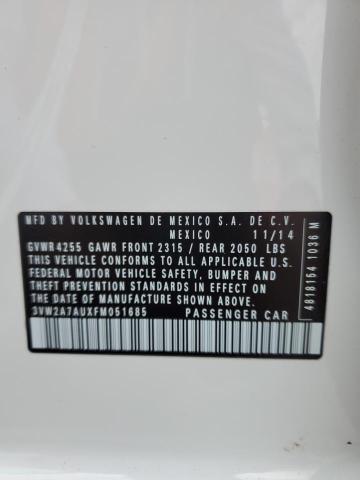 MFD BY VOLKSWAGEN DE MEXICO S.A. DE C.V.
MEXICO 11/14
GVWR 4255 GAWR FRONT 2315 / REAR 2050 LBS
THIS VEHICLE CONFORMS TO ALL APPLICABLE U.S.
FEDERAL MOTOR VEHICLE SAFETY, BUMPER AND
THEFT PREVENTION STANDARDS IN EFFECT ON
THE DATE OF MANUFACTURE SHOWN ABOVE.
3VW2A7AUXFM051685 PASSENGER CAR
4818154 1036 M